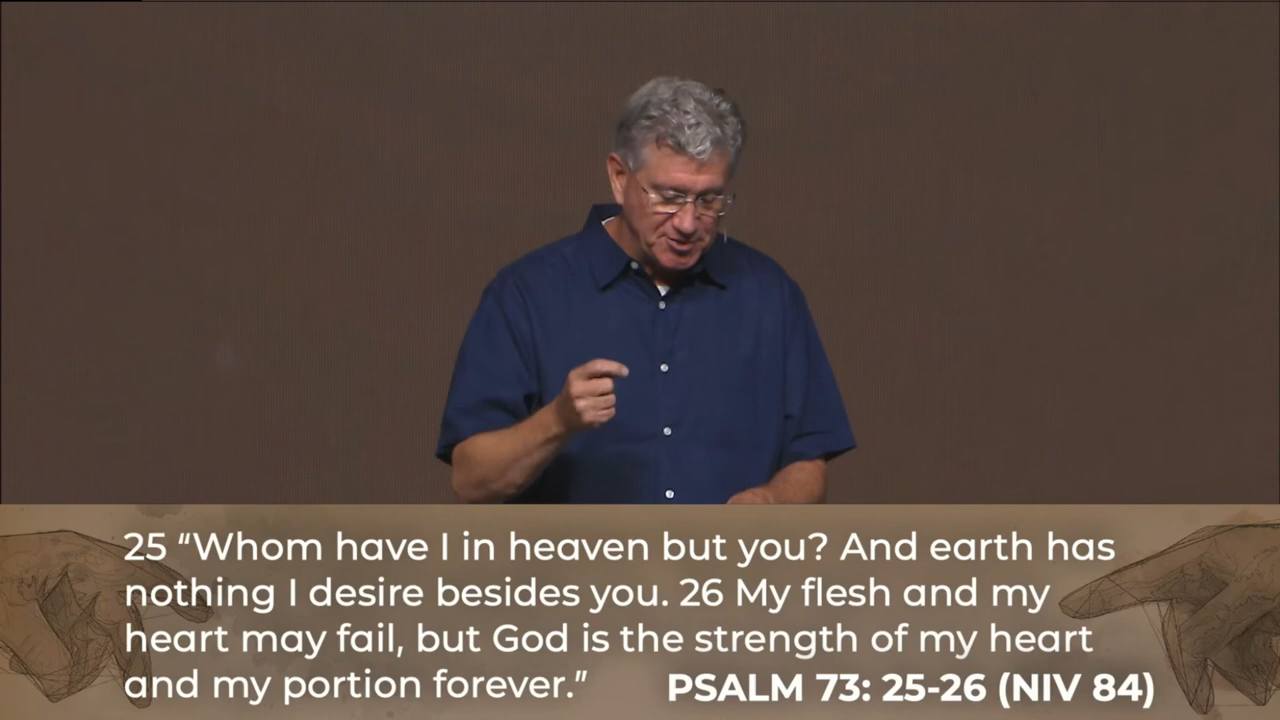 25 “Whom have I in heaven but you? And earth has
nothing I desire besides you. 26 My flesh and my
heart may fail, but God is the strength of my heart
and my portion forever.”
PSALM 73: 25-26 (NIV 84)